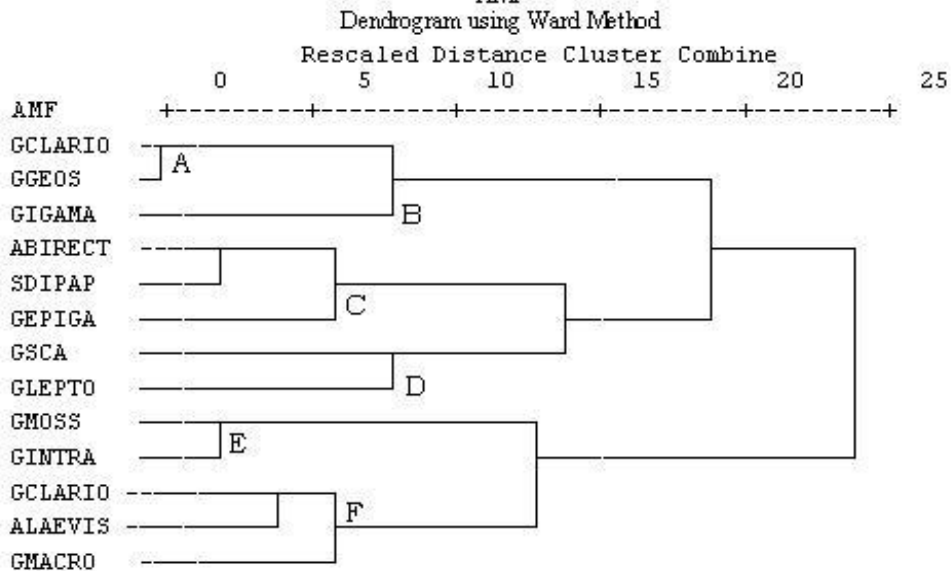 Dendrogram using Ward Method
Rescaled Distance Cluster Combine
0 5 10 15 20 25
AMF
GCLARIO
A
GGEOS
GIGAMA
B
ABIRECT
SDIPAP
C
GEPIGA
GSCA
GLEPTO
D
GMOSS
E
GINTRA
GCLARIO
F
ALAEVIS
GMACRO